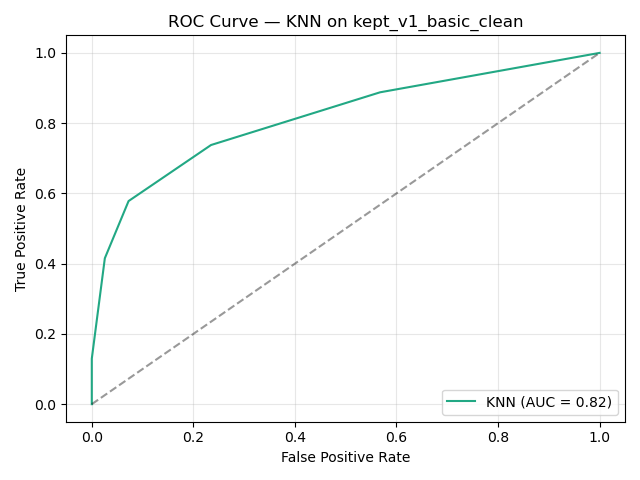 ROC Curve — KNN on kept_v1_basic_clean
True Positive Rate
1.0
0.8
0.6
0.4
0.2
0.0
KNN (AUC = 0.82)
0.0 0.2 0.4 0.6 0.8 1.0
False Positive Rate